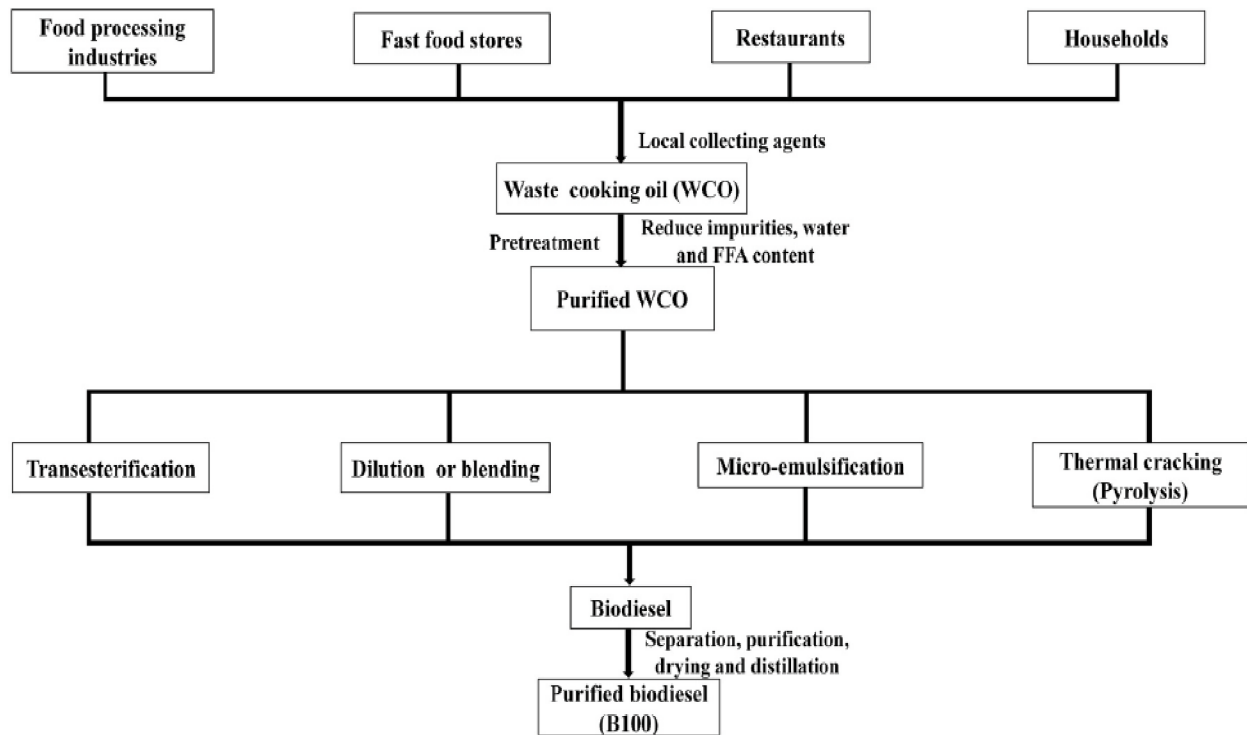 Food processing
industries
Fast food stores
Restaurants
Households
Local collecting agents
Waste cooking oil (WCO)
Pretreatment
Reduce impurities, water
and FFA content
Purified WCO
Transesterification
Dilution or blending
Micro-emulsification
Thermal cracking
(Pyrolysis)
Biodiesel
Separation, purification,
drying and distillation
Purified biodiesel
(B100)